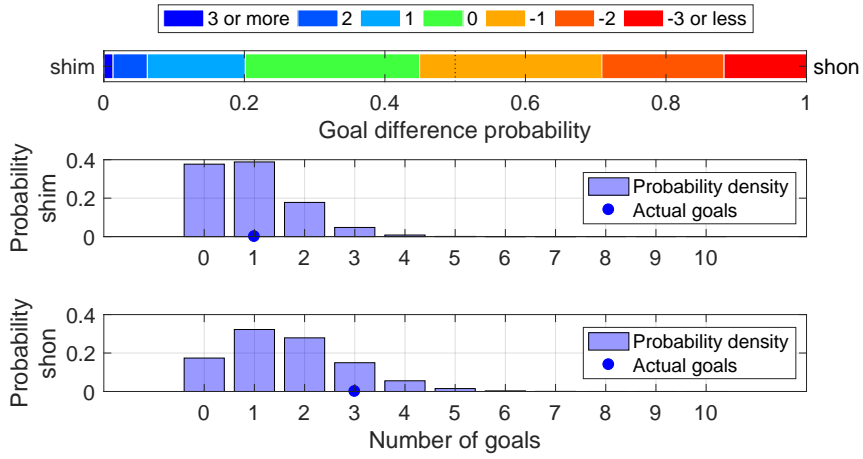 3 or more 2 1 0 -1 -2 -3 or less
shim shon
0 0.2 0.4 0.6 0.8 1
Goal difference probability
Probability
shim
0.4
0.2
0
Probability density
Actual goals
0 1 2 3 4 5 6 7 8 9 10
Probability
shon
0.4
0.2
0
Probability density
Actual goals
0 1 2 3 4 5 6 7 8 9 10
Number of goals